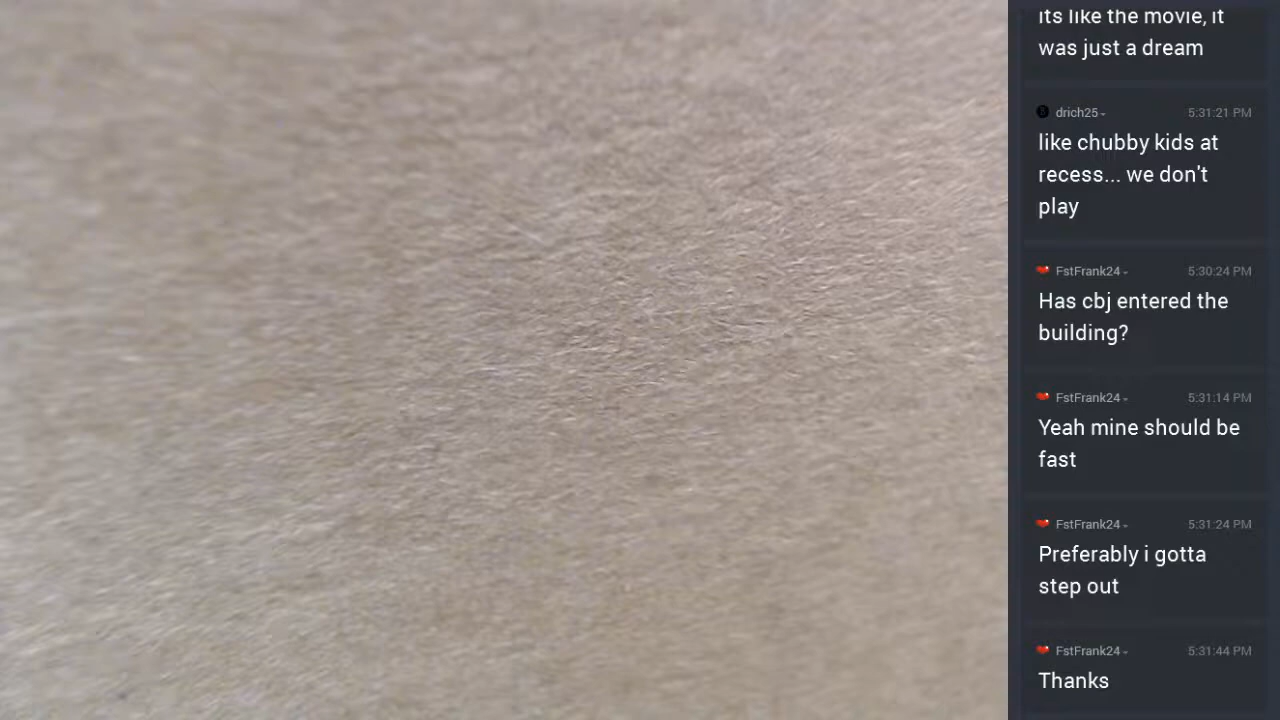 its like the movie, it
was just a dream
drich25 5:31:21 PM
like chubby kids at
recess... we don't
play
FstFrank24 5:30:24 PM
Has cbj entered the
building?
FstFrank24 5:31:14 PM
Yeah mine should be
fast
FstFrank24 5:31:24 PM
Preferably i gotta
step out
FstFrank24 5:31:44 PM
Thanks